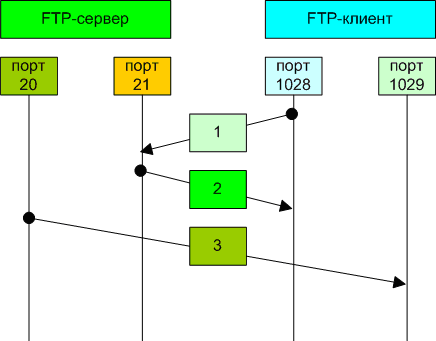 FTP-сервер
FTP-клиент
порт
20
порт
21
порт
1028
порт
1029
1
2
3